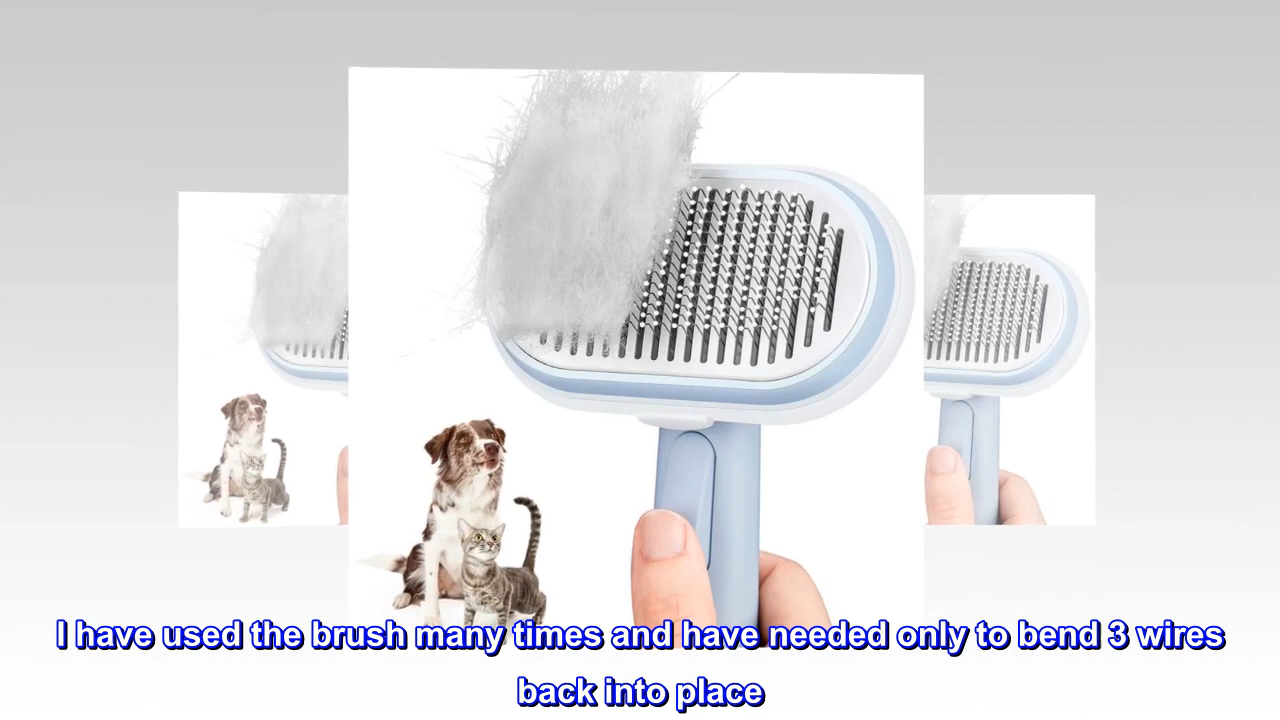 I have used the brush many times and have needed only to bend 3 wires
back into place